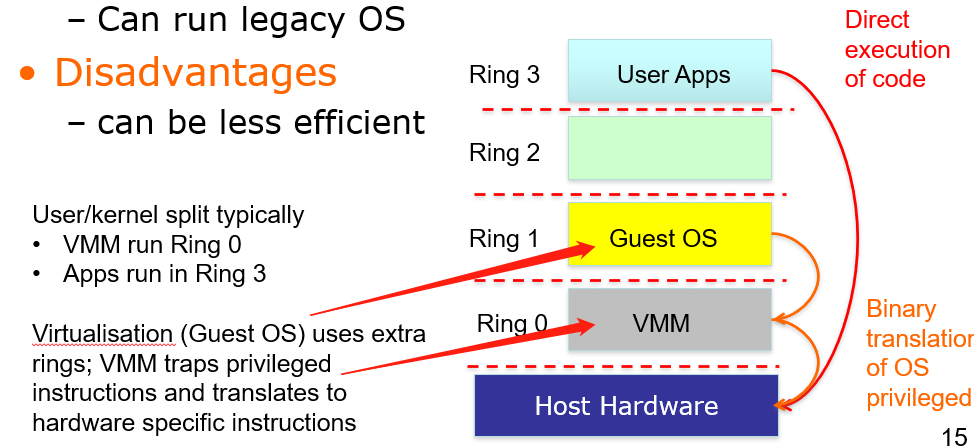 – Can run legacy OS
• Disadvantages
– can be less efficient
User/kernel split typically
• VMM run Ring 0
• Apps run in Ring 3
Virtualisation (Guest OS) uses extra
rings; VMM traps privileged
instructions and translates to
hardware specific instructions
Ring 3
User Apps
Ring 2
Ring 1
Guest OS
Ring 0
VMM
Host Hardware
Direct
execution
of code
Binary
translation
of OS
privileged
15